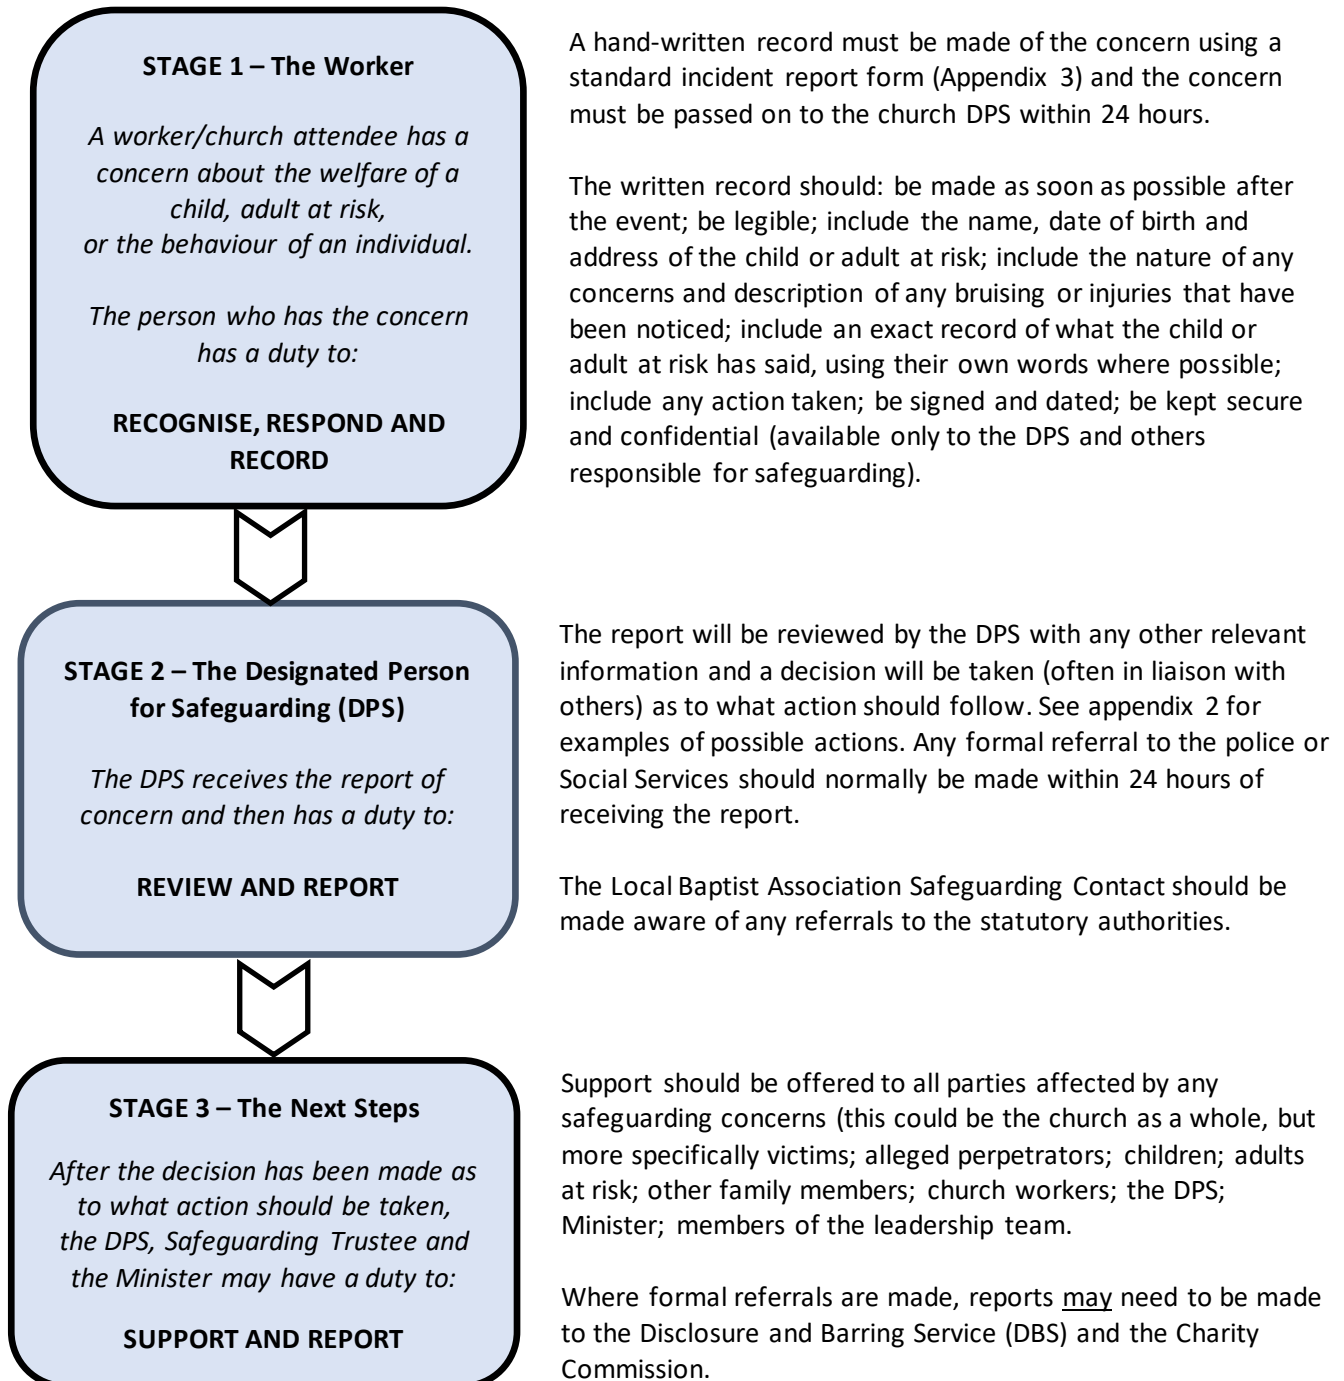 STAGE 1 – The Worker
A worker/church attendee has a
concern about the welfare of a
child, adult at risk,
or the behaviour of an individual.
The person who has the concern
has a duty to:
RECOGNISE, RESPOND AND
RECORD
A hand-written record must be made of the concern using a
standard incident report form (Appendix 3) and the concern
must be passed on to the church DPS within 24 hours.
The written record should: be made as soon as possible after
the event; be legible; include the name, date of birth and
address of the child or adult at risk; include the nature of any
concerns and description of any bruising or injuries that have
been noticed; include an exact record of what the child or
adult at risk has said, using their own words where possible;
include any action taken; be signed and dated; be kept secure
and confidential (available only to the DPS and others
responsible for safeguarding).
STAGE 2 – The Designated Person
for Safeguarding (DPS)
The DPS receives the report of
concern and then has a duty to:
REVIEW AND REPORT
The report will be reviewed by the DPS with any other relevant
information and a decision will be taken (often in liaison with
others) as to what action should follow. See appendix 2 for
examples of possible actions. Any formal referral to the police or
Social Services should normally be made within 24 hours of
receiving the report.
The Local Baptist Association Safeguarding Contact should be
made aware of any referrals to the statutory authorities.
STAGE 3 – The Next Steps
After the decision has been made as
to what action should be taken,
the DPS, Safeguarding Trustee and
the Minister may have a duty to:
SUPPORT AND REPORT
Support should be offered to all parties affected by any
safeguarding concerns (this could be the church as a whole, but
more specifically victims; alleged perpetrators; children; adults
at risk; other family members; church workers; the DPS;
Minister; members of the leadership team.
Where formal referrals are made, reports may need to be made
to the Disclosure and Barring Service (DBS) and the Charity
Commission.